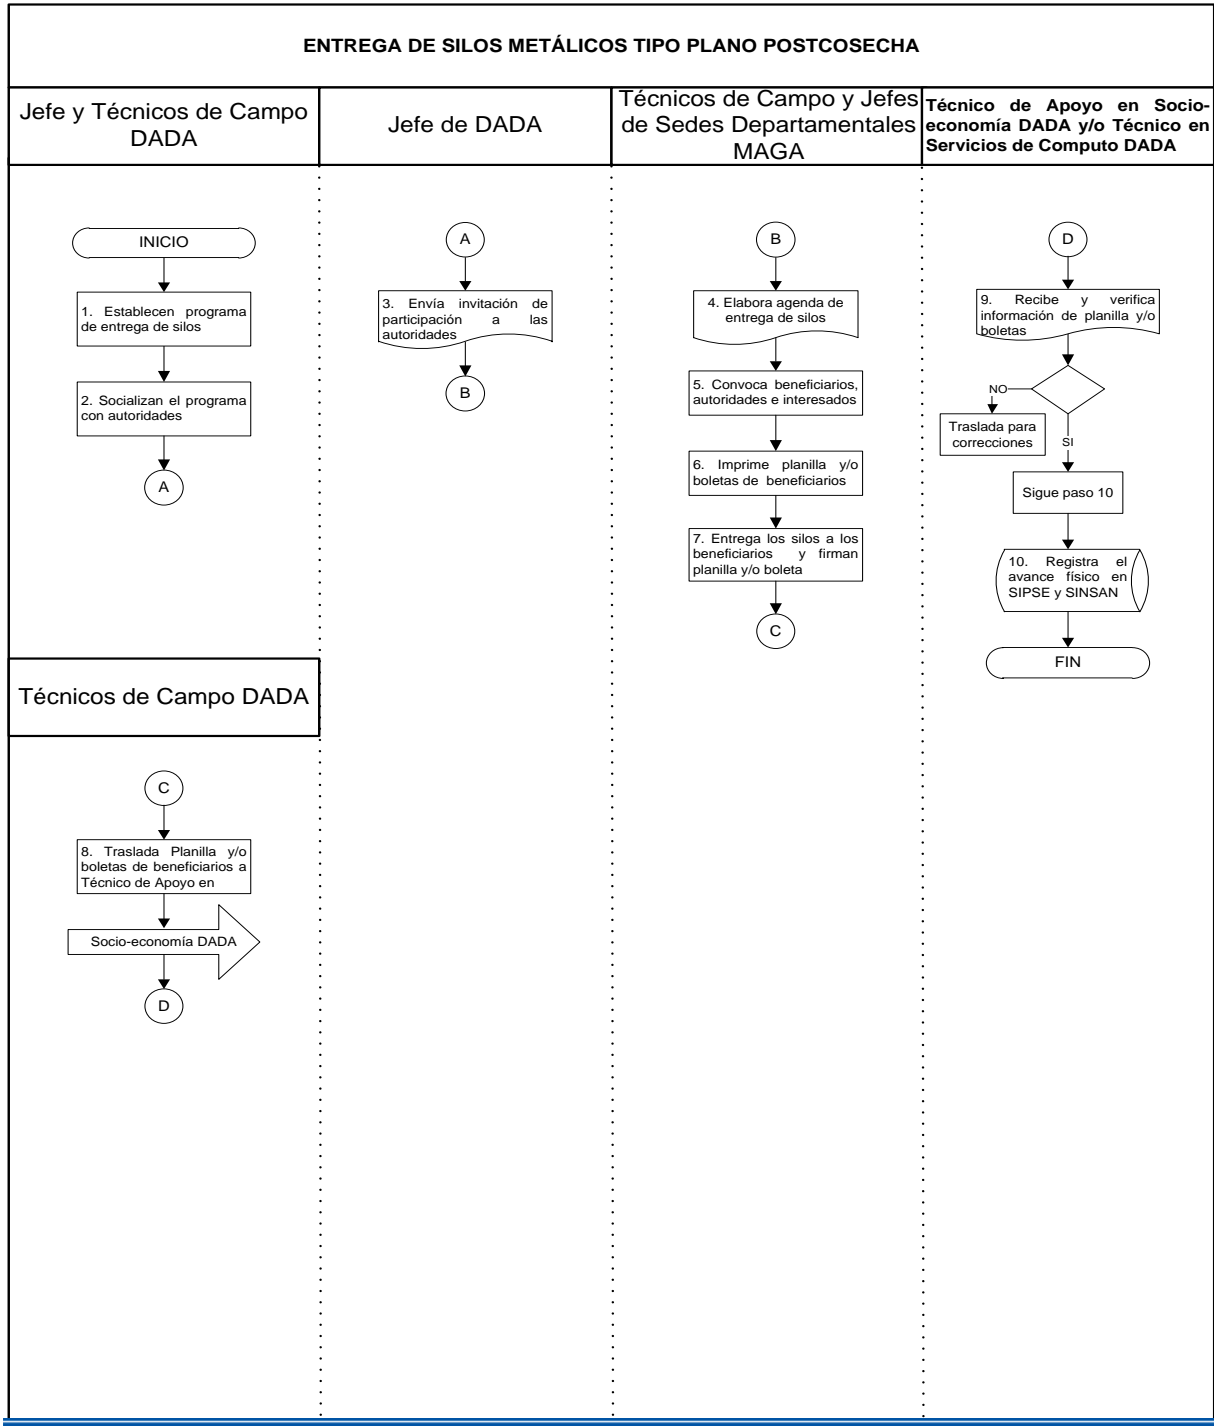 ENTREGA DE SILOS METÁLICOS TIPO PLANO POSTCOSECHA
Jefe y Técnicos de Campo
DADA
Jefe de DADA
Técnicos de Campo y Jefes
de Sedes Departamentales
MAGA
Técnico de Apoyo en Socio-
economía DADA y/o Técnico en
Servicios de Computo DADA
INICIO
1. Establecen programa
de entrega de silos
2. Socializan el programa
con autoridades
A
A
3. Envía invitación de
participación a las
autoridades
B
B
4. Elabora agenda de
entrega de silos
5. Convoca beneficiarios,
autoridades e interesados
6. Imprime planilla y/o
boletas de beneficiarios
7. Entrega los silos a los
beneficiarios y firman
planilla y/o boleta
C
D
9. Recibe y verifica
información de planilla y/o
boletas
NO
Traslada para
correcciones
SI
Sigue paso 10
10. Registra el
avance físico en
SIPSE y SINSAN
FIN
Técnicos de Campo DADA
C
8. Traslada Planilla y/o
boletas de beneficiarios a
Técnico de Apoyo en
Socio-economía DADA
D